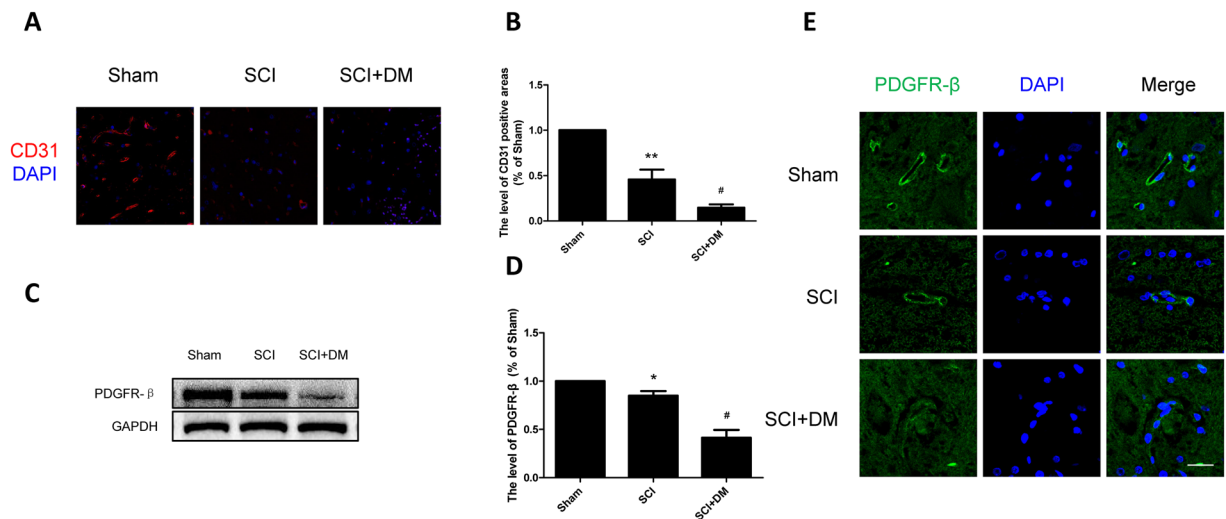 A
Sham SCI SCI+DM
CD31
DAPI
B
The level of CD31 positive areas
(% of Sham)
1.5
1.0
0.5
0.0
**
#
Sham
SCI
SCI+DM
C
Sham SCI SCI+DM
PDGFR-β
GAPDH
D
The level of PDGFR-β (% of Sham)
1.5
1.0
0.5
0.0
*
#
Sham
SCI
SCI+DM
E
PDGFR-β DAPI Merge
Sham
SCI
SCI+DM